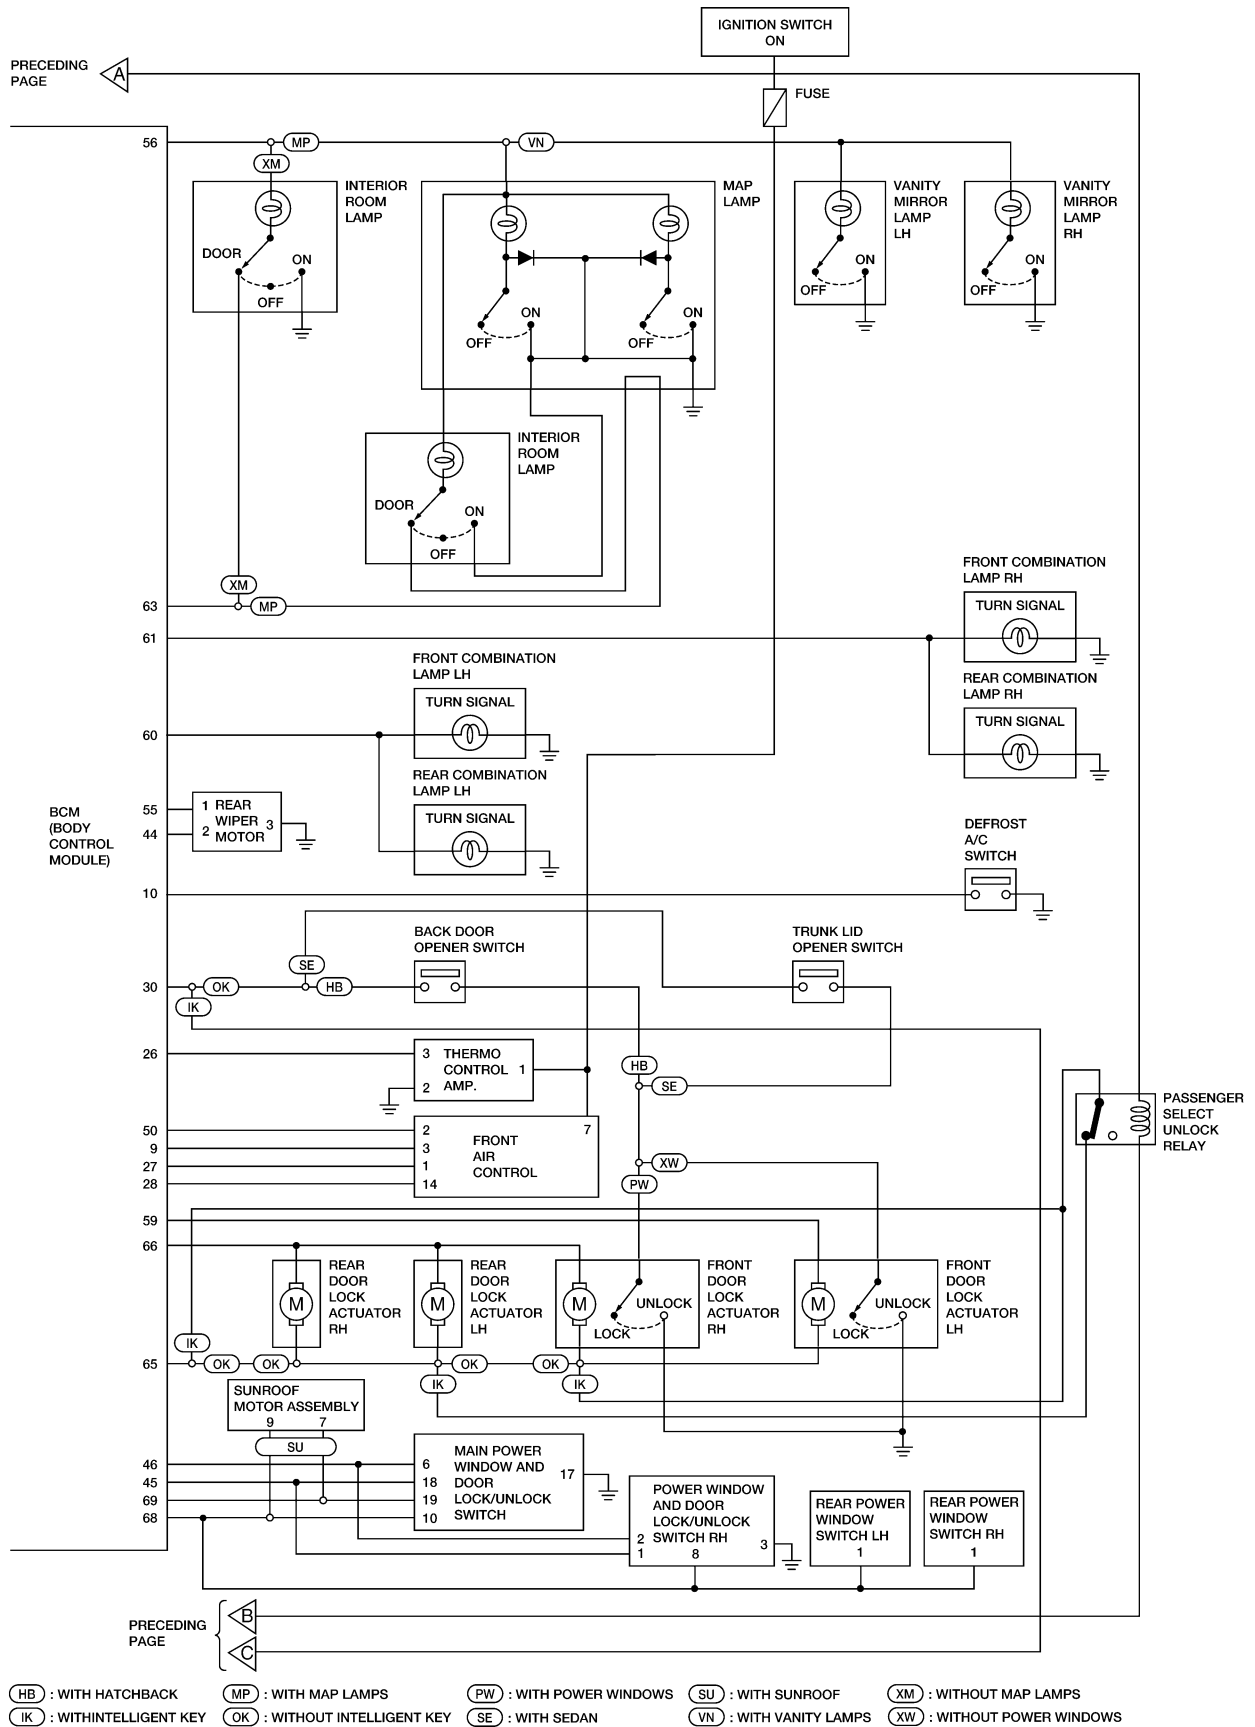 IGNITION SWITCH
ON
PRECEDING
PAGE
A
FUSE
56
MP
VN
XM
INTERIOR
ROOM
LAMP
DOOR
ON
OFF
MAP
LAMP
ON
OFF
ON
OFF
VANITY
MIRROR
LAMP
LH
ON
OFF
VANITY
MIRROR
LAMP
RH
ON
OFF
INTERIOR
ROOM
LAMP
DOOR
ON
OFF
XM
63
MP
61
FRONT COMBINATION
LAMP RH
TURN SIGNAL
REAR COMBINATION
LAMP RH
TURN SIGNAL
FRONT COMBINATION
LAMP LH
TURN SIGNAL
60
REAR COMBINATION
LAMP LH
TURN SIGNAL
BCM
(BODY
CONTROL
MODULE)
55
44
1 REAR
WIPER
2 MOTOR
3
DEFROST
A/C
SWITCH
10
BACK DOOR
OPENER SWITCH
TRUNK LID
OPENER SWITCH
SE
30
OK
HB
IK
26
3 THERMO
CONTROL 1
2 AMP.
HB
SE
PASSENGER
SELECT
UNLOCK
RELAY
50
9
27
28
2
3
1
14
FRONT
AIR
CONTROL
7
XW
PW
59
66
REAR
DOOR
LOCK
ACTUATOR
RH
M
REAR
DOOR
LOCK
ACTUATOR
LH
M
FRONT
DOOR
LOCK
ACTUATOR
RH
M
UNLOCK
LOCK
FRONT
DOOR
LOCK
ACTUATOR
LH
M
UNLOCK
LOCK
IK
65
OK
OK
OK
OK
IK
IK
SUNROOF
MOTOR ASSEMBLY
9 7
SU
46
45
69
68
6
18
19
10
MAIN POWER
WINDOW AND
DOOR
LOCK/UNLOCK
SWITCH
17
POWER WINDOW
AND DOOR
LOCK/UNLOCK
SWITCH RH
2
1
8
3
REAR POWER
WINDOW
SWITCH LH
1
REAR POWER
WINDOW
SWITCH RH
1
PRECEDING
PAGE
B
C
HB : WITH HATCHBACK
MP : WITH MAP LAMPS
PW : WITH POWER WINDOWS
SU : WITH SUNROOF
XM : WITHOUT MAP LAMPS
IK : WITHINTELLIGENT KEY
OK : WITHOUT INTELLIGENT KEY
SE : WITH SEDAN
VN : WITH VANITY LAMPS
XW : WITHOUT POWER WINDOWS